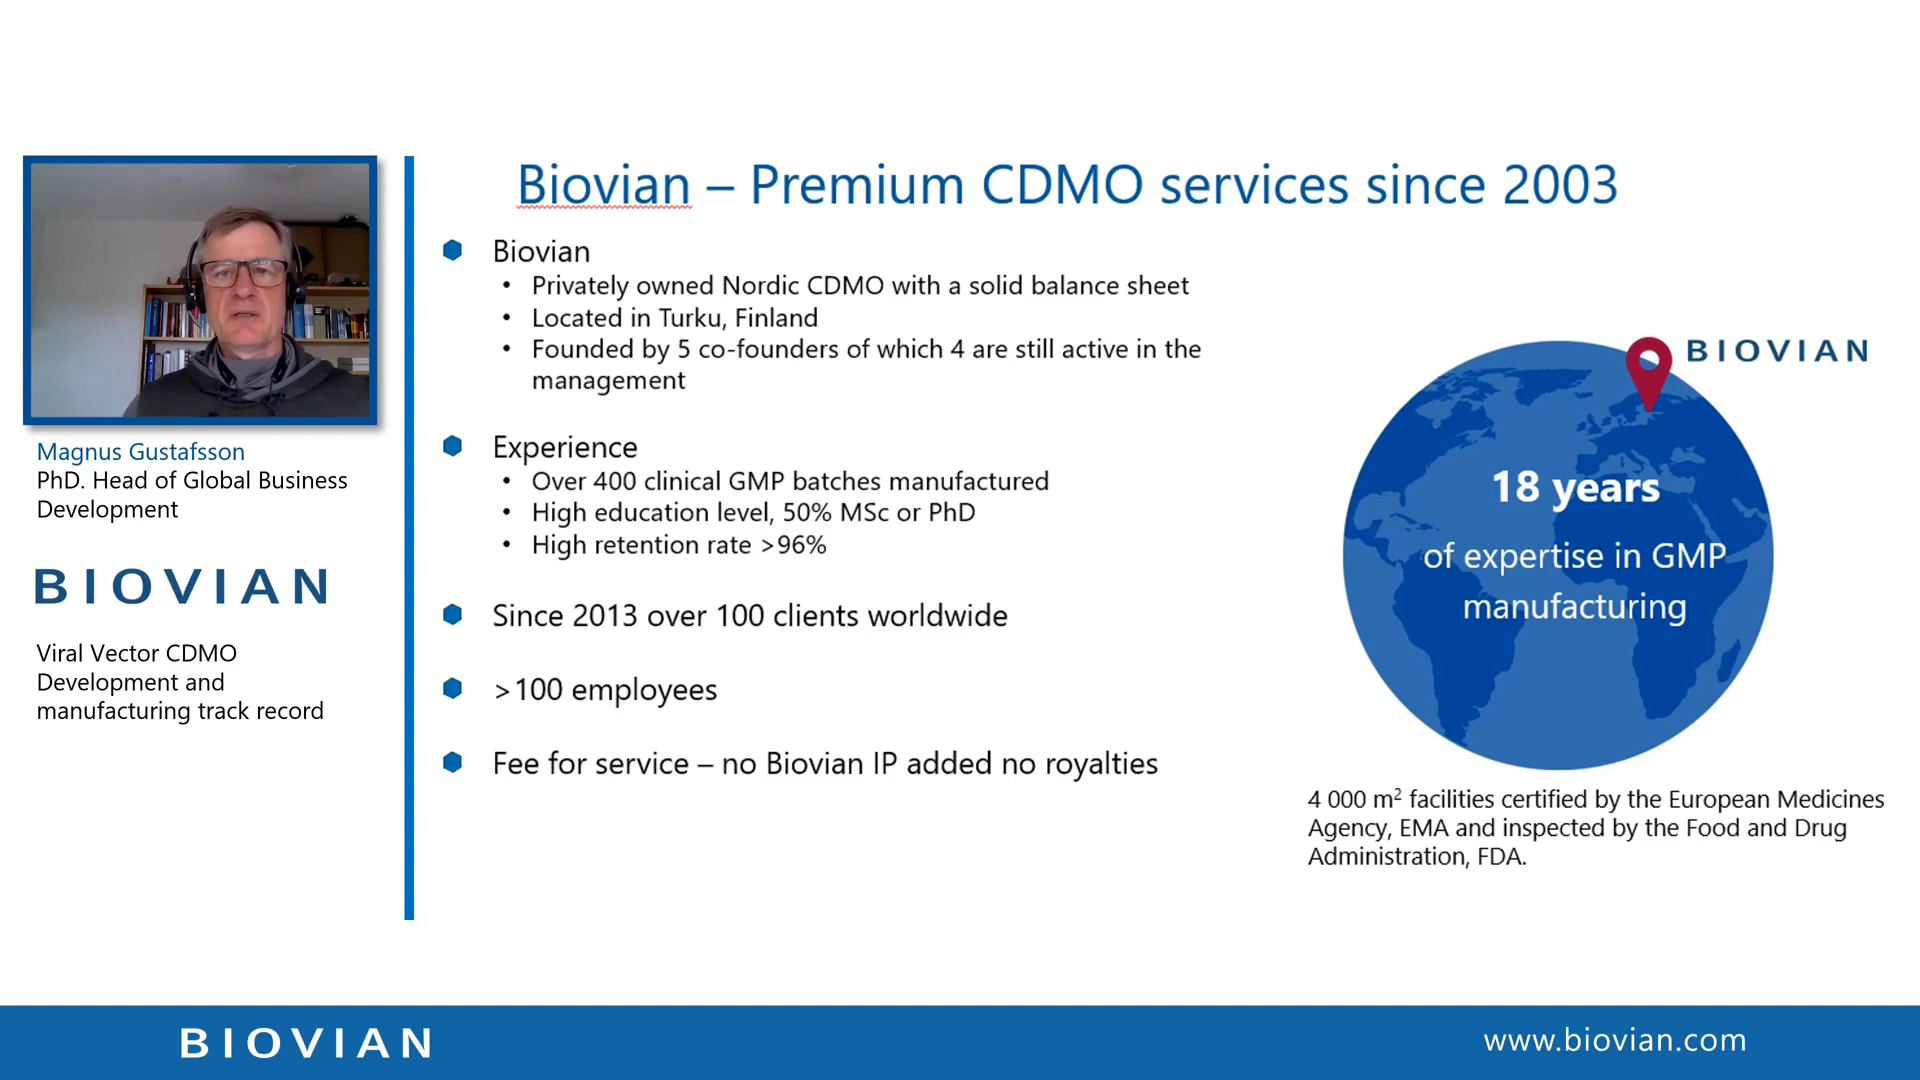 Biovian – Premium CDMO services since 2003
Magnus Gustafsson
PhD. Head of Global Business
Development
BIOVIAN
Viral Vector CDMO
Development and
manufacturing track record
Biovian
• Privately owned Nordic CDMO with a solid balance sheet
• Located in Turku, Finland
• Founded by 5 co-founders of which 4 are still active in the
management
Experience
• Over 400 clinical GMP batches manufactured
• High education level, 50% MSc or PhD
• High retention rate >96%
Since 2013 over 100 clients worldwide
>100 employees
Fee for service – no Biovian IP added no royalties
BIOVIAN
18 years
of expertise in GMP
manufacturing
4 000 m² facilities certified by the European Medicines
Agency, EMA and inspected by the Food and Drug
Administration, FDA.
BIOVIAN
www.biovian.com